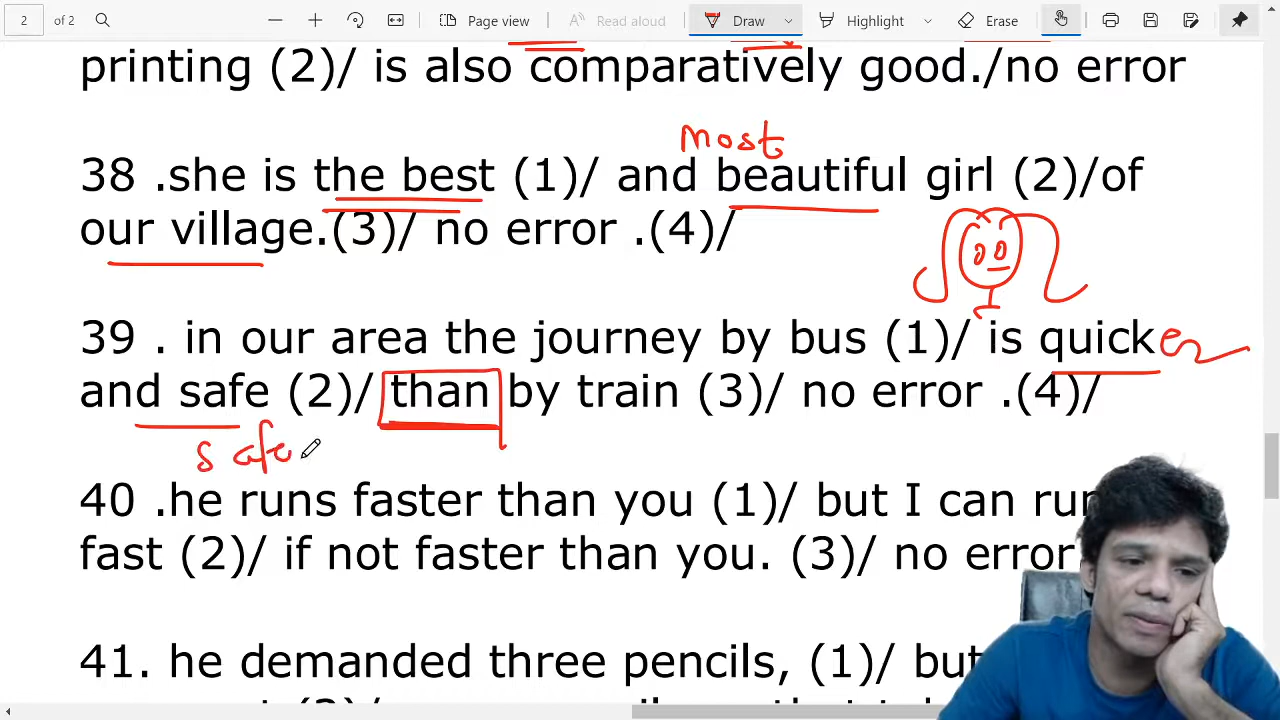 2 of 2 Page view Read aloud Draw Highlight Erase
printing (2)/ is also comparatively good./no error
most
38 .she is the best (1)/ and beautiful girl (2)/of
our village.(3)/ no error .(4)/
39 . in our area the journey by bus (1)/ is quick er
and safe (2)/ than by train (3)/ no error .(4)/
safe
40 .he runs faster than you (1)/ but I can run
fast (2)/ if not faster than you. (3)/ no error
41. he demanded three pencils, (1)/ but